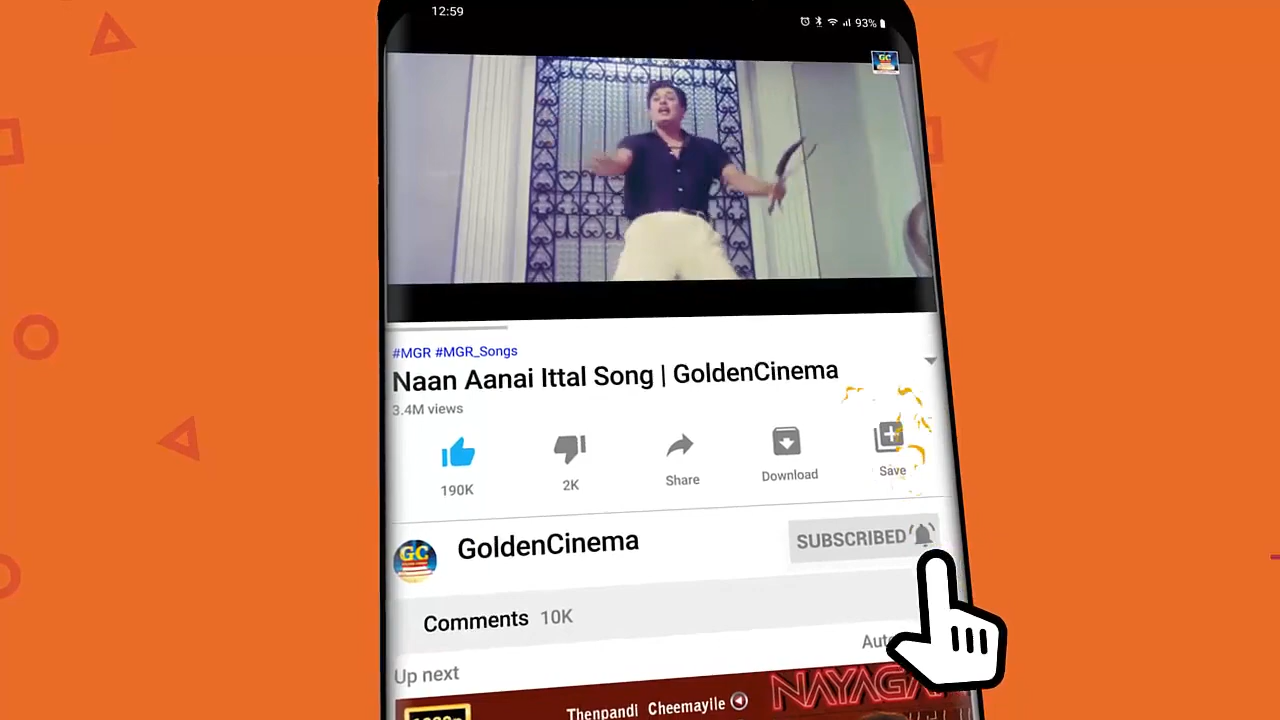 12:59
93%
GC
#MGR #MGR_Songs
Naan Aanai Ittal Song | GoldenCinema
3.4M views
190K
2K
Share
Download
Save
GC
GoldenCinema
SUBSCRIBED
Comments 10K
Up next
Thenpandi Cheemaylle